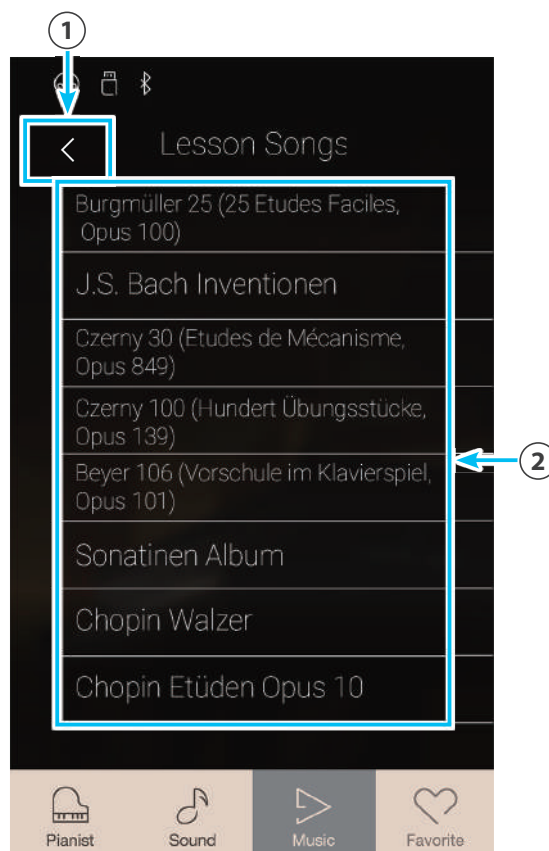 1
Lesson Songs
Burgmüller 25 (25 Etudes Faciles,
Opus 100)
J.S. Bach Inventionen
Czerny 30 (Etudes de Mécanisme,
Opus 849)
Czerny 100 (Hundert Übungsstücke,
Opus 139)
2
Beyer 106 (Vorschule im Klavierspiel,
Opus 101)
Sonatinen Album
Chopin Walzer
Chopin Etüden Opus 10
Pianist Sound Music Favorite